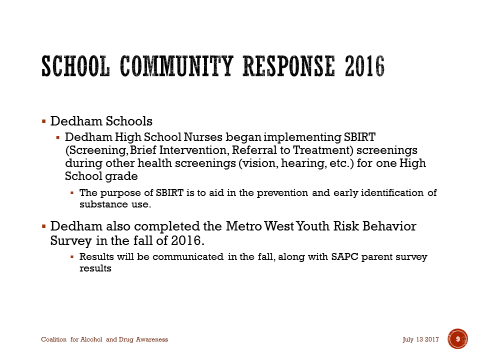 SCHOOL COMMUNITY RESPONSE 2016
Dedham Schools
Dedham High School Nurses began implementing SBIRT
(Screening, Brief Intervention, Referral to Treatment) screenings
during other health screenings (vision, hearing, etc.) for one High
School grade
The purpose of SBIRT is to aid in the prevention and early identification of
substance use.
Dedham also completed the Metro West Youth Risk Behavior
Survey in the fall of 2016.
Results will be communicated in the fall, along with SAPC parent survey
results
Coalition for Alcohol and Drug Awareness
July 13 2017
9